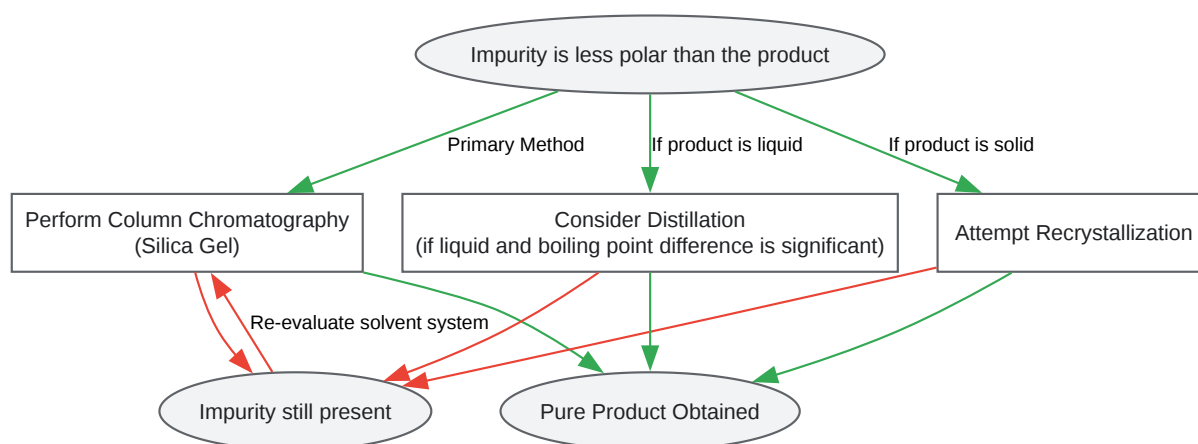 Impurity is less polar than the product
Primary Method
If product is liquid
If product is solid
Perform Column Chromatography
(Silica Gel)
Consider Distillation
(if liquid and boiling point difference is significant)
Attempt Recrystallization
Re-evaluate solvent system
Impurity still present
Pure Product Obtained